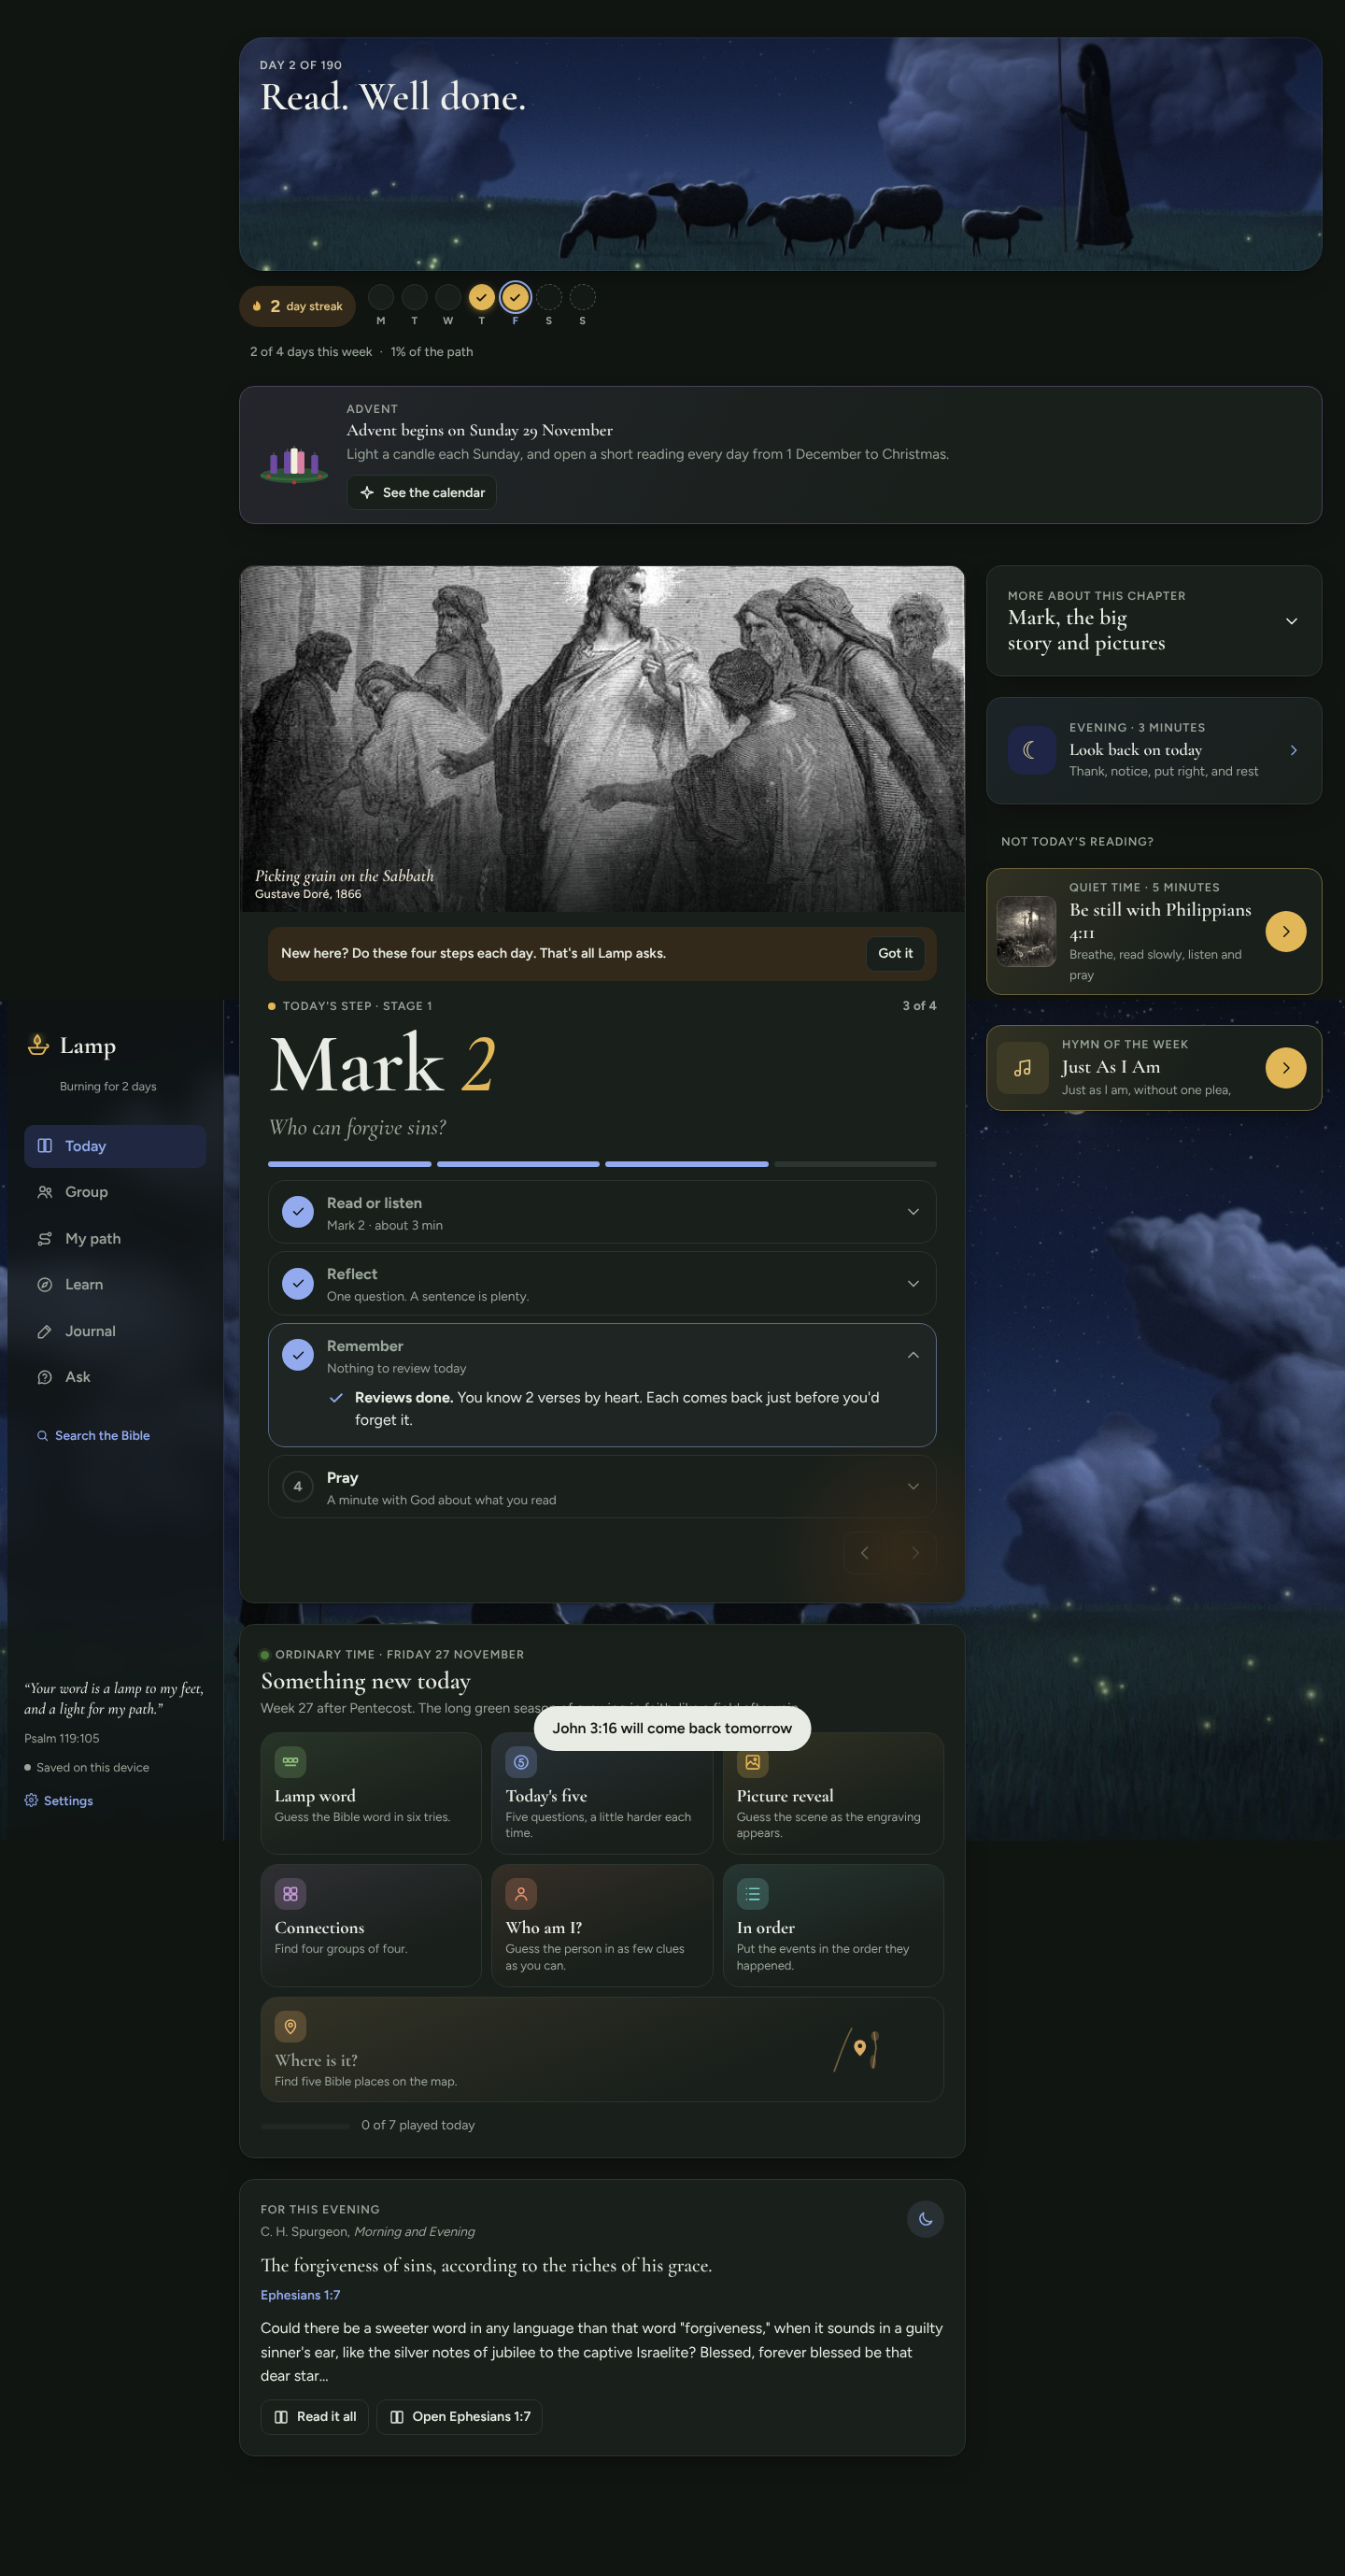 DAY 2 OF 190
Read. Well done.
2 day streak
M T W T F S S
2 of 4 days this week · 1% of the path
ADVENT
Advent begins on Sunday 29 November
Light a candle each Sunday, and open a short reading every day from 1 December to Christmas.
See the calendar
Picking grain on the Sabbath
Gustave Doré, 1866
New here? Do these four steps each day. That's all Lamp asks.
Got it
TODAY'S STEP · STAGE 1
3 of 4
Mark 2
Who can forgive sins?
Read or listen
Mark 2 · about 3 min
Reflect
One question. A sentence is plenty.
Remember
Nothing to review today
Reviews done. You know 2 verses by heart. Each comes back just before you'd
forget it.
4
Pray
A minute with God about what you read
MORE ABOUT THIS CHAPTER
Mark, the big
story and pictures
EVENING · 3 MINUTES
Look back on today
Thank, notice, put right, and rest
NOT TODAY'S READING?
QUIET TIME · 5 MINUTES
Be still with Philippians
4:11
Breathe, read slowly, listen and
pray
HYMN OF THE WEEK
Just As I Am
Just as I am, without one plea,
Lamp
Burning for 2 days
Today
Group
My path
Learn
Journal
Ask
Search the Bible
“Your word is a lamp to my feet,
and a light for my path.”
Psalm 119:105
Saved on this device
Settings
ORDINARY TIME · FRIDAY 27 NOVEMBER
Something new today
Week 27 after Pentecost. The long green season
John 3:16 will come back tomorrow
Lamp word
Guess the Bible word in six tries.
5
Today's five
Five questions, a little harder each
time.
Picture reveal
Guess the scene as the engraving
appears.
Connections
Find four groups of four.
Who am I?
Guess the person in as few clues
as you can.
In order
Put the events in the order they
happened.
Where is it?
Find five Bible places on the map.
0 of 7 played today
FOR THIS EVENING
C. H. Spurgeon, Morning and Evening
The forgiveness of sins, according to the riches of his grace.
Ephesians 1:7
Could there be a sweeter word in any language than that word "forgiveness," when it sounds in a guilty
sinner's ear, like the silver notes of jubilee to the captive Israelite? Blessed, forever blessed be that
dear star...
Read it all
Open Ephesians 1:7